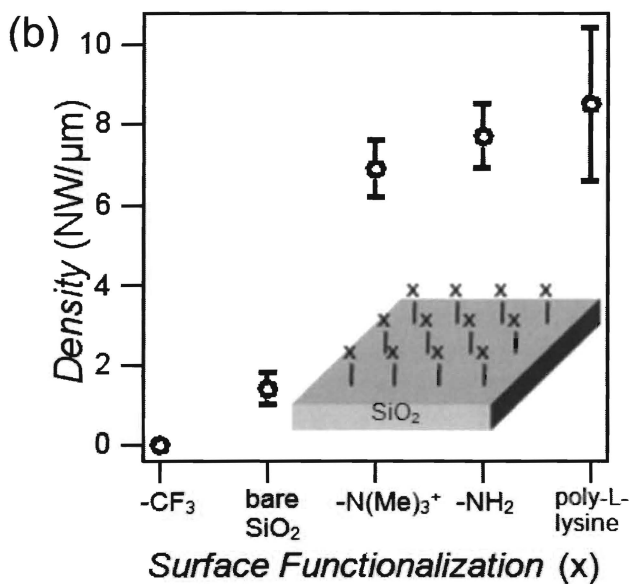 (b)
10
8
6
4
2
0
Density (NW/μm)
x x x x
x x x x
x x x x
SiO₂
-CF₃
bare
SiO₂
-N(Me)₃⁺
-NH₂
poly-L-
lysine
Surface Functionalization (x)